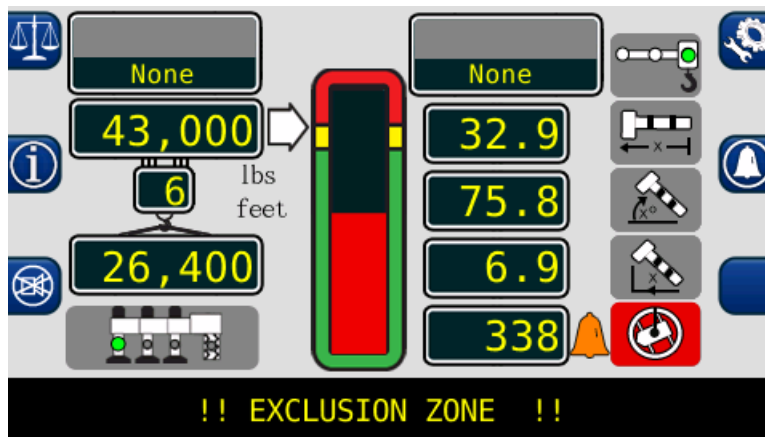 None
None
43,000
32.9
6
lbs
feet
75.8
x
x°
26,400
6.9
x
338
!! EXCLUSION ZONE !!